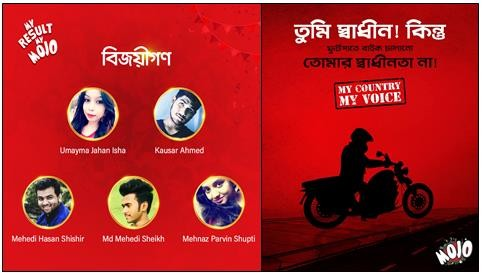 MY
RESULT
MY
MOJO
বিজয়ীগণ
Umayma Jahan Isha
Kausar Ahmed
Mehedi Hasan Shishir
Md Mehedi Sheikh
Mehnaz Parvin Shupti
তুমি স্বাধীন! কিন্তু
ফুটপাতে বাইক চালানো
তোমার স্বাধীনতা না!
MY COUNTRY
MY VOICE
MOJO